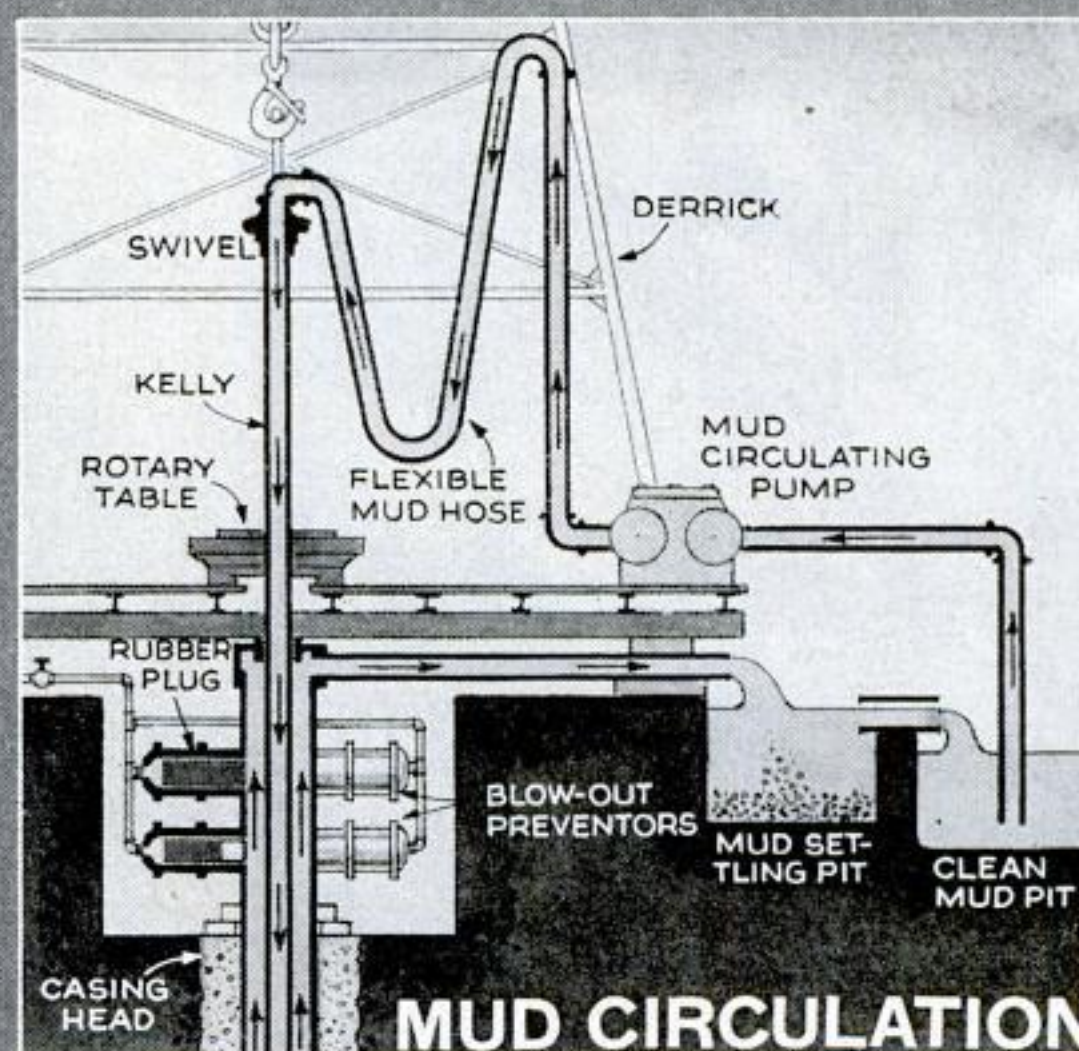 DERRICK
SWIVEL
KELLY
ROTARY
TABLE
FLEXIBLE
MUD HOSE
MUD
CIRCULATING
PUMP
RUBBER
PLUG
BLOW-OUT
PREVENTORS
MUD SET-
TLING PIT
CLEAN
MUD PIT
CASING
HEAD
MUD CIRCULATION